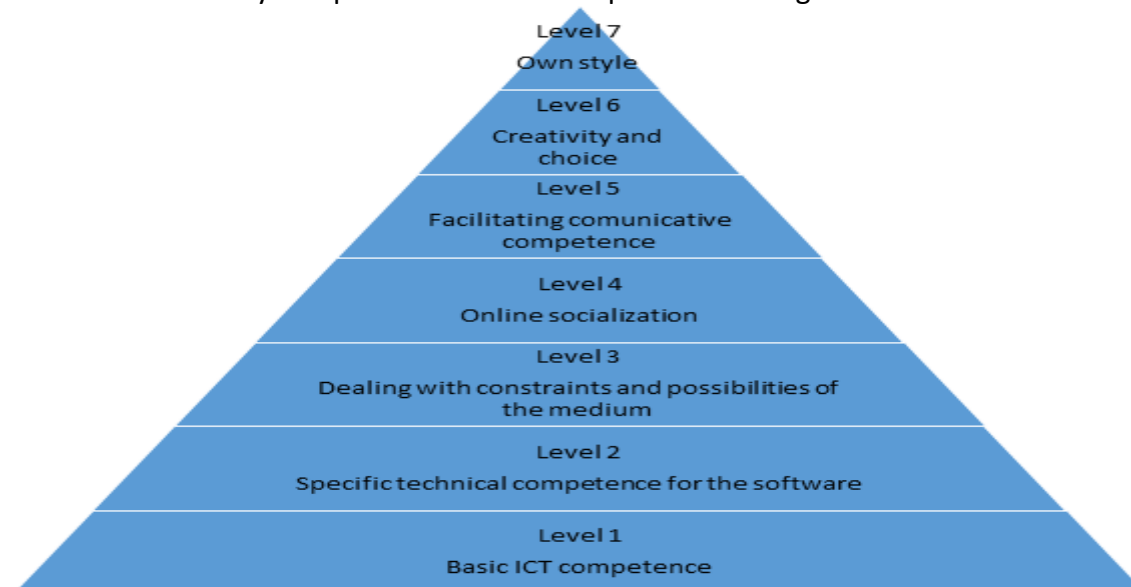 Level 7
Own style
Level 6
Creativity and
choice
Level 5
Facilitating comunicative
competence
Level 4
Online socialization
Level 3
Dealing with constraints and possibilities of
the medium
Level 2
Specific technical competence for the software
Level 1
Basic ICT competence